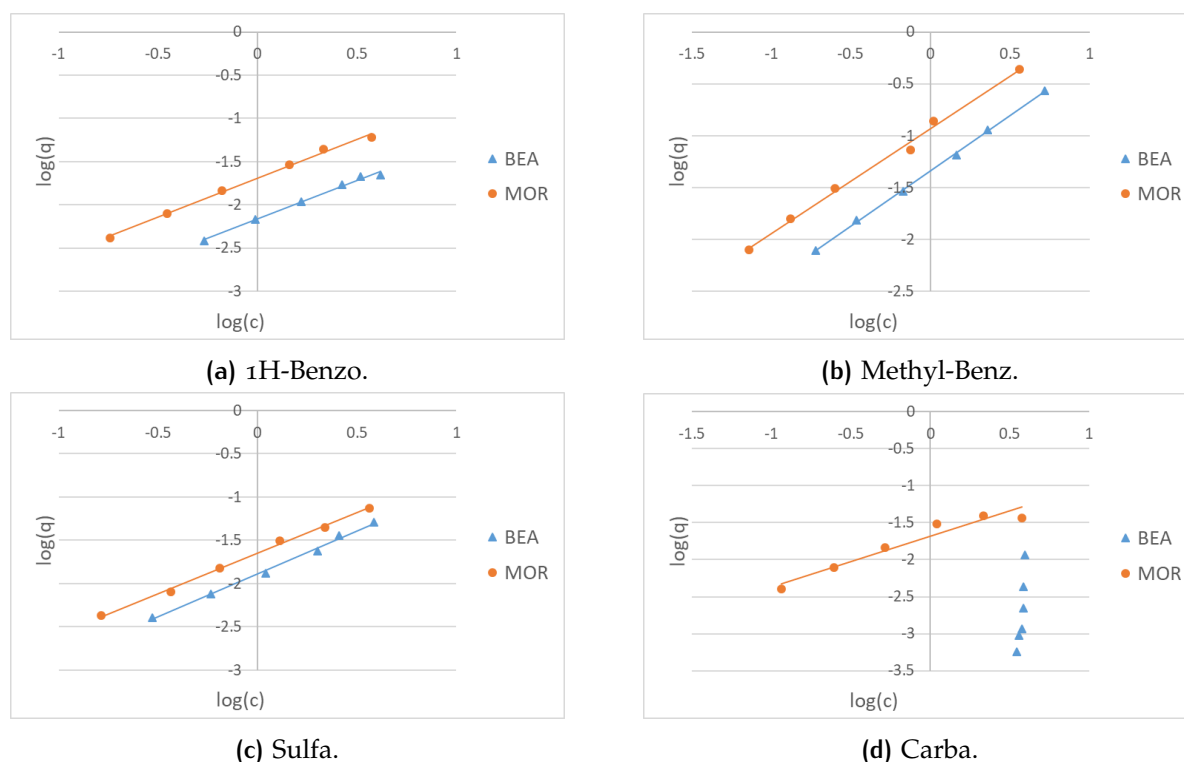 0
-1 -0.5 0 0.5 1
-0.5
-1
-1.5
-2
-2.5
-3
log(q)
log(c)
BEA
MOR
(a) 1H-Benzo.
0
-1.5 -1 -0.5 0 0.5 1
-0.5
-1
-1.5
-2
-2.5
log(q)
log(c)
BEA
MOR
(b) Methyl-Benz.
0
-1 -0.5 0 0.5 1
-0.5
-1
-1.5
-2
-2.5
-3
log(q)
log(c)
BEA
MOR
(c) Sulfa.
0
-1.5 -1 -0.5 0 0.5 1
-0.5
-1
-1.5
-2
-2.5
-3
-3.5
log(q)
log(c)
BEA
MOR
(d) Carba.